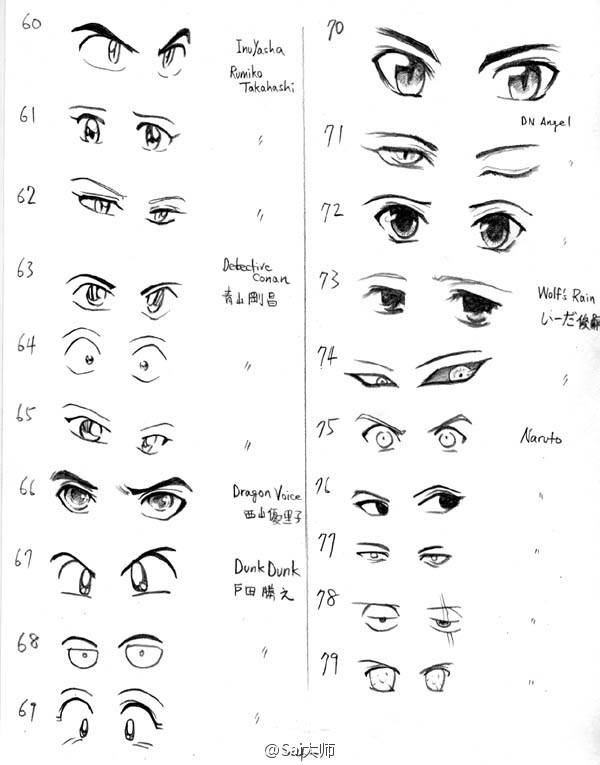 60
InuYasha
Rumiko
Takahashi
61
〃
62
〃
63
Detective
Conan
青山剛昌
64
〃
65
〃
66
Dragon Voice
西山優里子
67
Dunk Dunk
戸田勝之
68
〃
69
〃
70
DN Angel
71
〃
72
〃
73
Wolf's Rain
いーだ俊嗣
74
〃
75
Naruto
76
〃
77
〃
78
〃
79
〃
@Sai大师